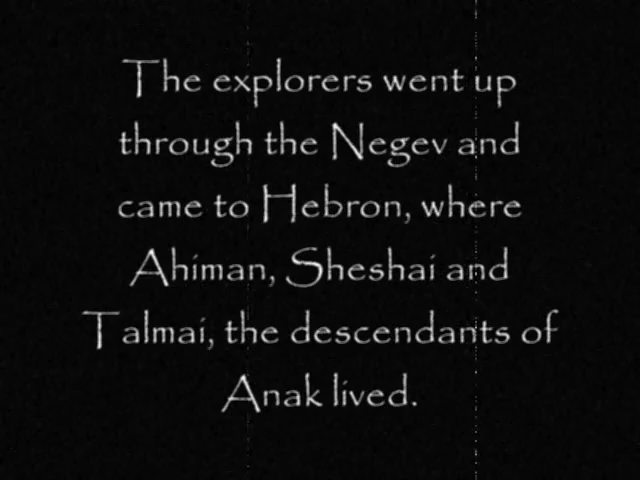 The explorers went up
through the Negev and
came to Hebron, where
Ahiman, Sheshai and
Talmai, the descendants of
Anak lived.